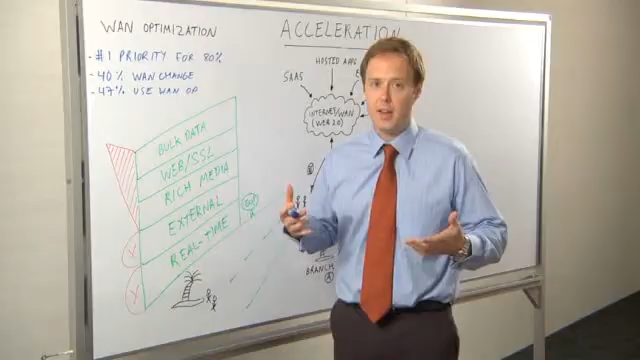 WAN OPTIMIZATION
- #1 PRIORITY FOR 80%
- 40% WAN CHANGE
- 47% USE WAN OP
BULK DATA
WEB/SSL
RICH MEDIA
EXTERNAL
REAL-TIME
X
X
ACCELERATION
HOSTED APPS
SAAS
E
INTERNET/WAN
(WEB 2.0)
BRANCH
A